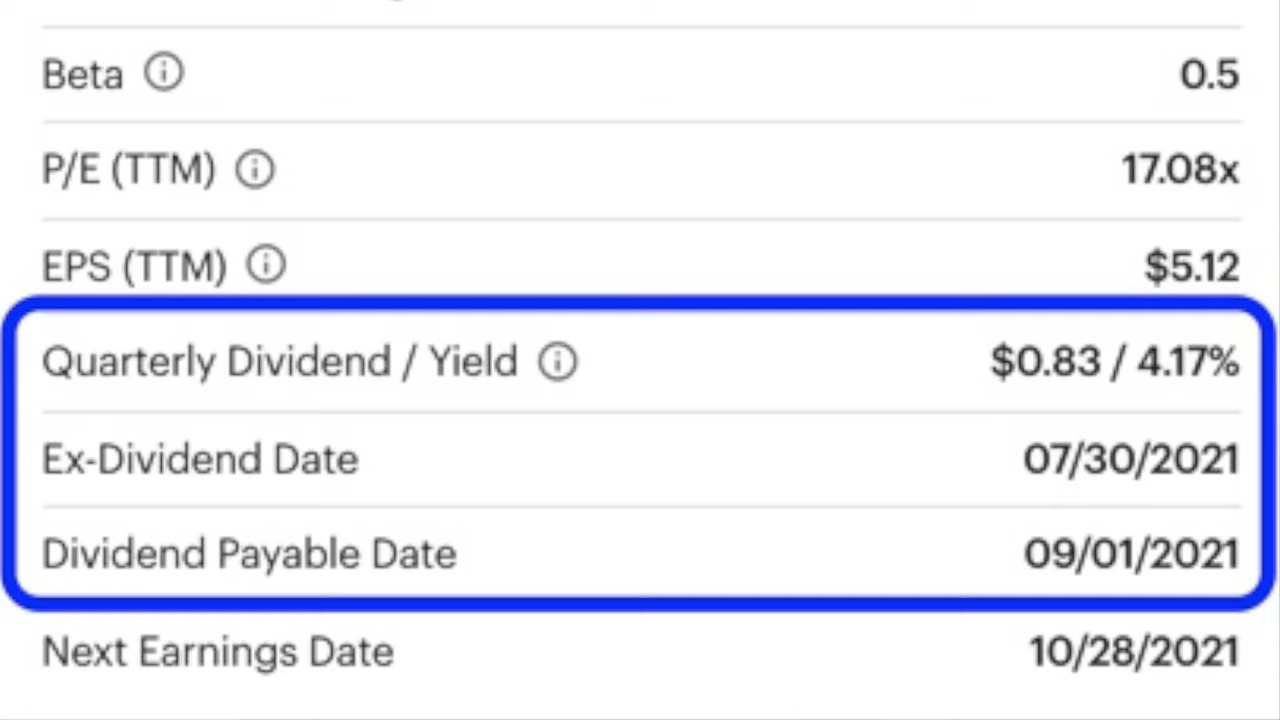 Beta 0.5
P/E (TTM) 17.08x
EPS (TTM) $5.12
Quarterly Dividend / Yield $0.83 / 4.17%
Ex-Dividend Date 07/30/2021
Dividend Payable Date 09/01/2021
Next Earnings Date 10/28/2021